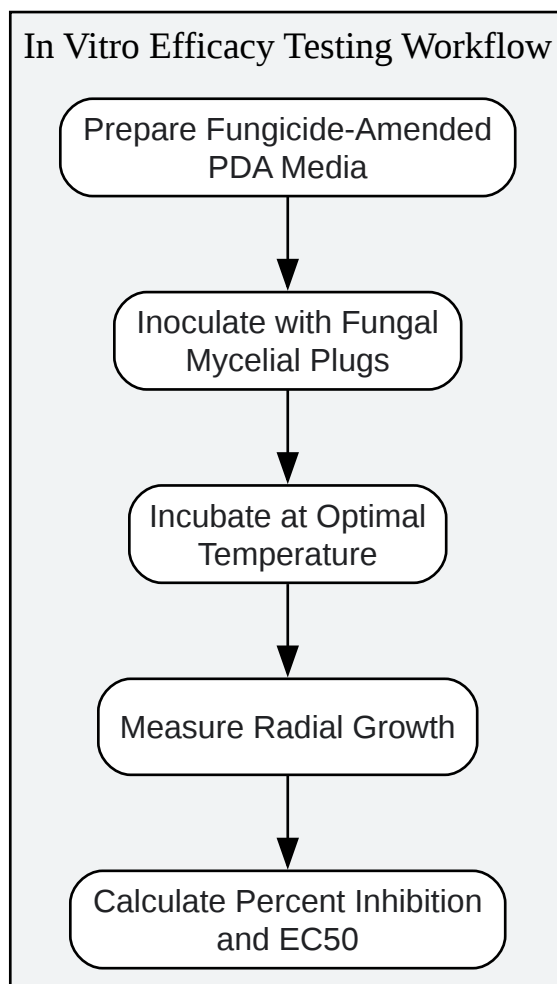 In Vitro Efficacy Testing Workflow
Prepare Fungicide-Amended
PDA Media
Inoculate with Fungal
Mycelial Plugs
Incubate at Optimal
Temperature
Measure Radial Growth
Calculate Percent Inhibition
and EC50